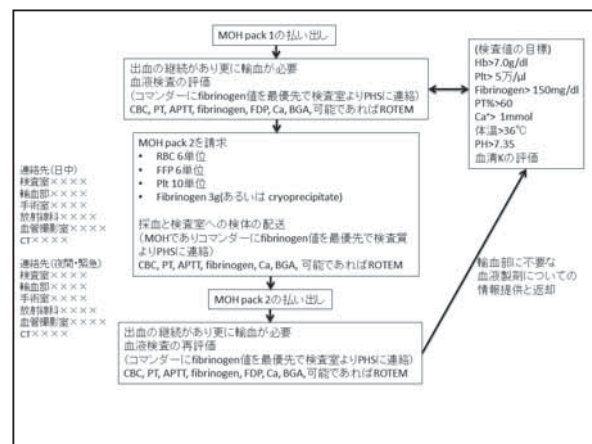 MOH pack 1の払い出し
出血の継続があり更に輸血が必要
血液検査の評価
(コマンダーにfibrinogen値を最優先で検査室よりPHSに連絡)
CBC, PT, APTT, fibrinogen, FDP, Ca, BGA, 可能であればROTEM
(検査値の目標)
Hb>7.0g/dl
Plt> 5万/μl
Fibrinogen> 150mg/dl
PT%>60
Ca⁺> 1mmol
体温>36℃
PH>7.35
血清Kの評価
MOH pack 2を請求
• RBC 6単位
• FFP 6単位
• Plt 10単位
• Fibrinogen 3g(あるいは cryoprecipitate)
採血と検査室への検体の配送
(MOHでありコマンダーにfibrinogen値を最優先で検査質
よりPHSに連絡)
CBC, PT, APTT, fibrinogen, Ca, BGA, 可能であればROTEM
連絡先(日中)
検査室××××
輸血部××××
手術室××××
放射線科××××
血管撮影室××××
CT××××
連絡先(夜間・緊急)
検査室××××
輸血部××××
手術室××××
放射線科××××
血管撮影室××××
CT××××
輸血部に不要な
血液製剤についての
情報提供と返却
MOH pack 2の払い出し
出血の継続があり更に輸血が必要
血液検査の再評価
(コマンダーにfibrinogen値を最優先で検査室よりPHSに連絡)
CBC, PT, APTT, fibrinogen, FDP, Ca, BGA, 可能であればROTEM